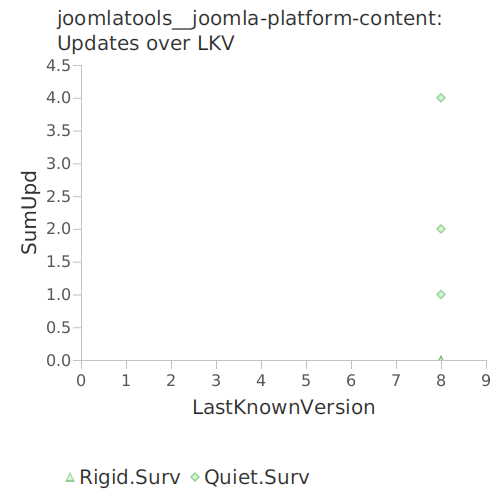 joomlatools__joomla-platform-content:
Updates over LKV
4.5
4.0
3.5
3.0
2.5
2.0
1.5
1.0
0.5
0.0
SumUpd
0 1 2 3 4 5 6 7 8 9
LastKnownVersion
Rigid.Surv Quiet.Surv